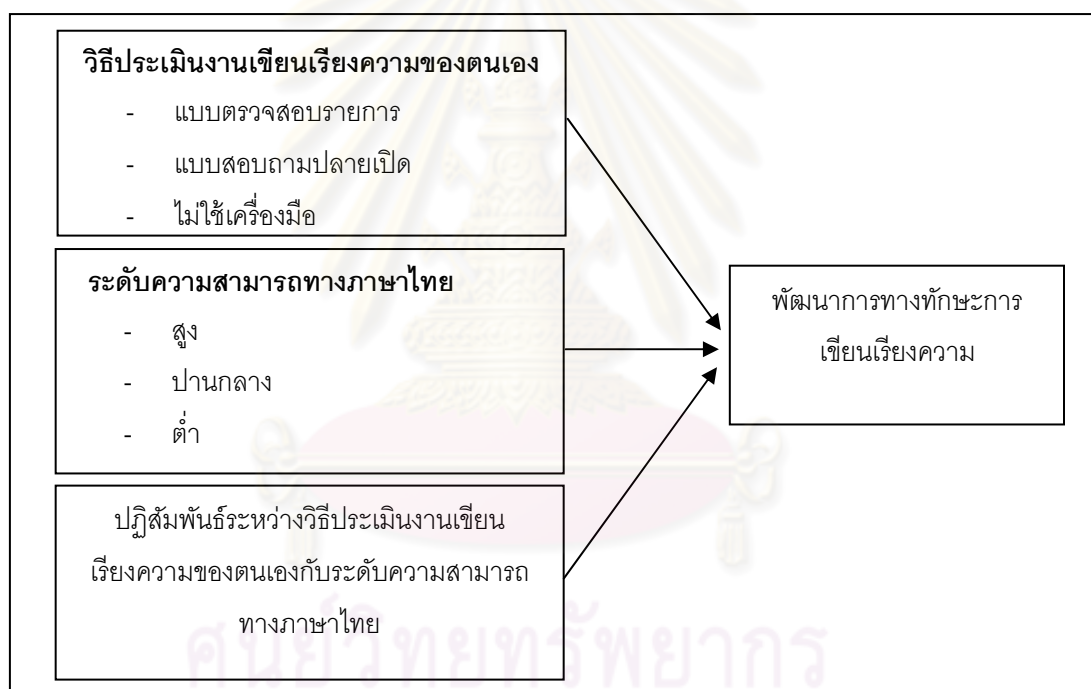 วิธีประเมินงานเขียนเรียงความของตนเอง
- แบบตรวจสอบรายการ
- แบบสอบถามปลายเปิด
- ไม่ใช้เครื่องมือ
ระดับความสามารถทางภาษาไทย
- สูง
- ปานกลาง
- ต่ำ
ปฏิสัมพันธ์ระหว่างวิธีประเมินงานเขียน
เรียงความของตนเองกับระดับความสามารถ
ทางภาษาไทย
พัฒนาการทางทักษะการ
เขียนเรียงความ
ศูนย์วิทยทรัพยากร